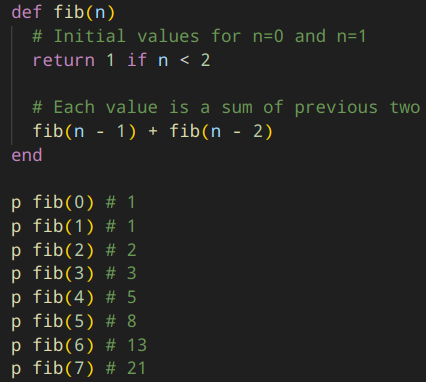 def fib(n)
  # Initial values for n=0 and n=1
  return 1 if n < 2

  # Each value is a sum of previous two
  fib(n - 1) + fib(n - 2)
end

p fib(0) # 1
p fib(1) # 1
p fib(2) # 2
p fib(3) # 3
p fib(4) # 5
p fib(5) # 8
p fib(6) # 13
p fib(7) # 21